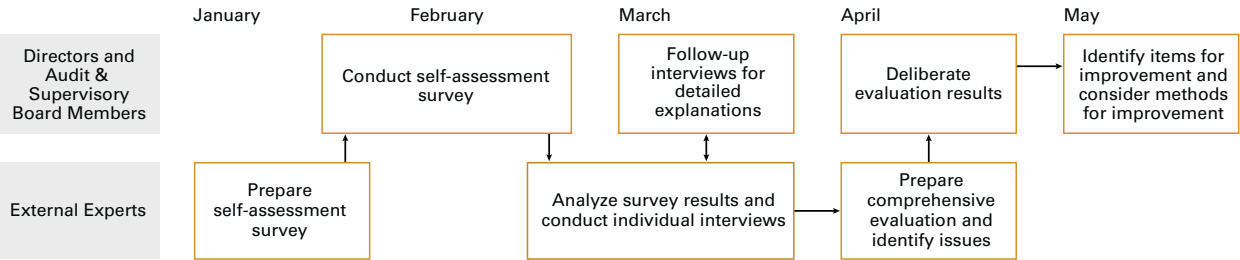 January
February
March
April
May
Directors and
Audit &
Supervisory
Board Members
Conduct self-assessment
survey
Follow-up
interviews for
detailed
explanations
Deliberate
evaluation results
Identify items for
improvement and
consider methods
for improvement
External Experts
Prepare
self-assessment
survey
Analyze survey results and
conduct individual interviews
Prepare
comprehensive
evaluation and
identify issues